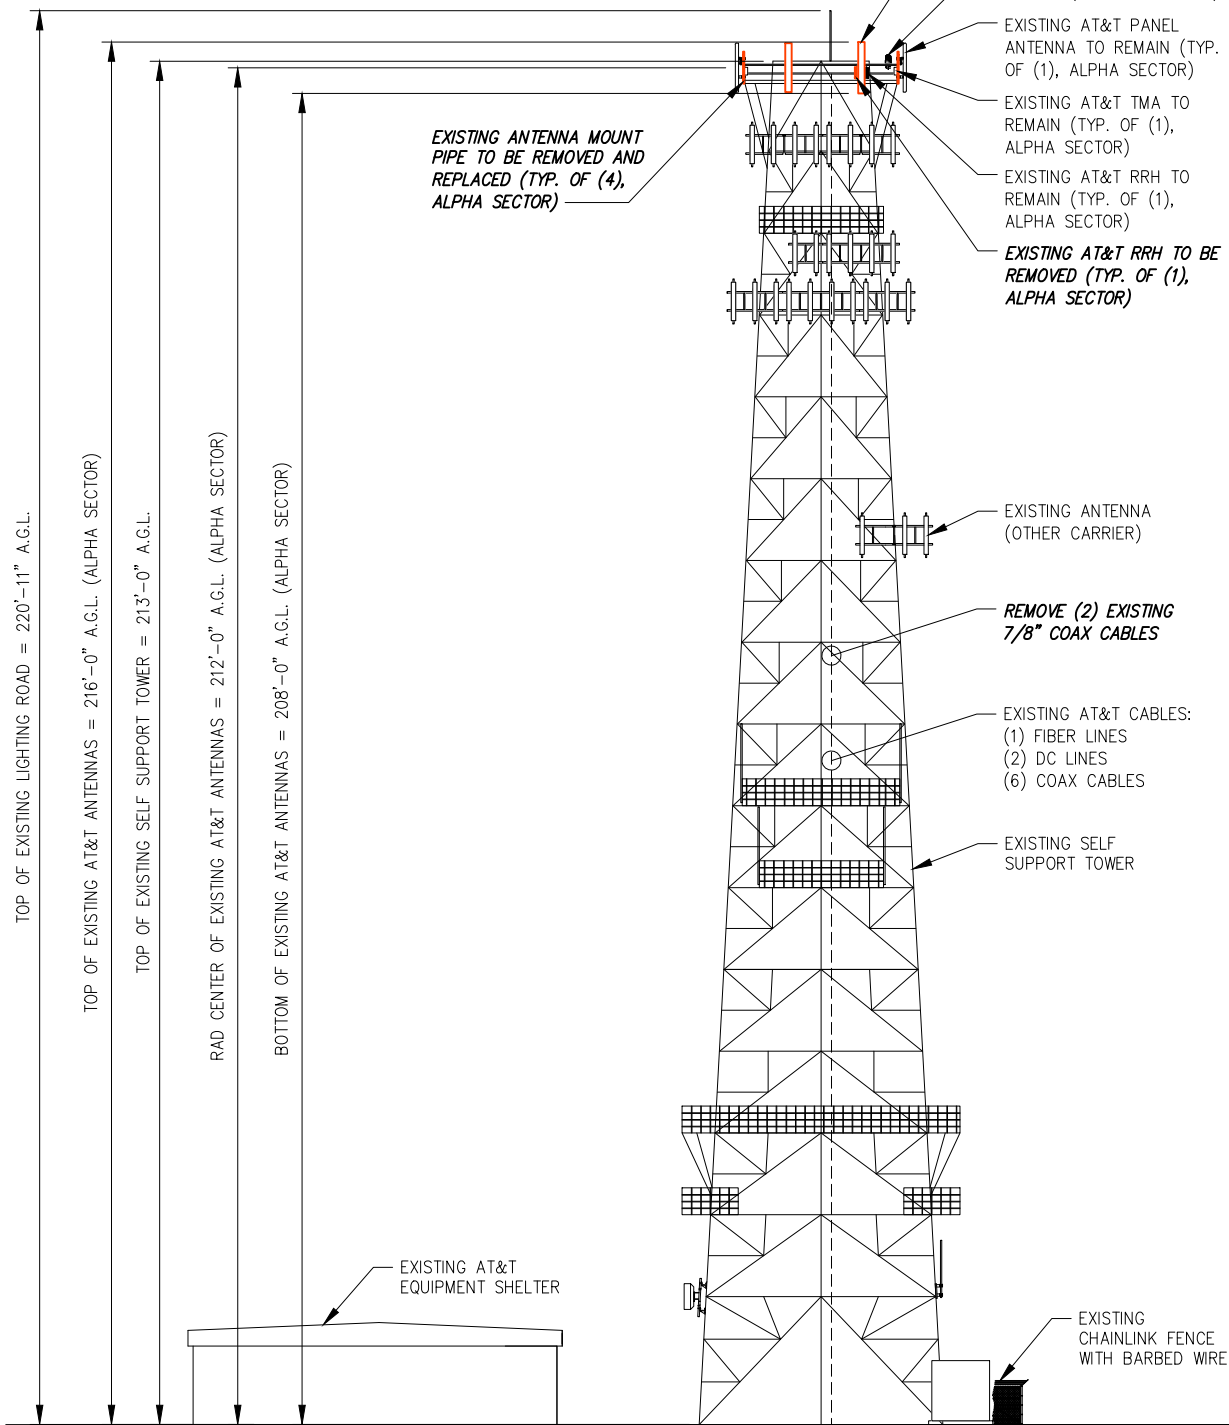 EXISTING AT&T PANEL
ANTENNA TO REMAIN (TYP.
OF (1), ALPHA SECTOR)
EXISTING AT&T TMA TO
REMAIN (TYP. OF (1),
ALPHA SECTOR)
EXISTING AT&T RRH TO
REMAIN (TYP. OF (1),
ALPHA SECTOR)
EXISTING AT&T RRH TO BE
REMOVED (TYP. OF (1),
ALPHA SECTOR)
EXISTING ANTENNA MOUNT
PIPE TO BE REMOVED AND
REPLACED (TYP. OF (4),
ALPHA SECTOR)
TOP OF EXISTING LIGHTING ROAD = 220'-11" A.G.L.
TOP OF EXISTING AT&T ANTENNAS = 216'-0" A.G.L. (ALPHA SECTOR)
TOP OF EXISTING SELF SUPPORT TOWER = 213'-0" A.G.L.
RAD CENTER OF EXISTING AT&T ANTENNAS = 212'-0" A.G.L. (ALPHA SECTOR)
BOTTOM OF EXISTING AT&T ANTENNAS = 208'-0" A.G.L. (ALPHA SECTOR)
EXISTING ANTENNA
(OTHER CARRIER)
REMOVE (2) EXISTING
7/8" COAX CABLES
EXISTING AT&T CABLES:
(1) FIBER LINES
(2) DC LINES
(6) COAX CABLES
EXISTING SELF
SUPPORT TOWER
EXISTING AT&T
EQUIPMENT SHELTER
EXISTING
CHAINLINK FENCE
WITH BARBED WIRE